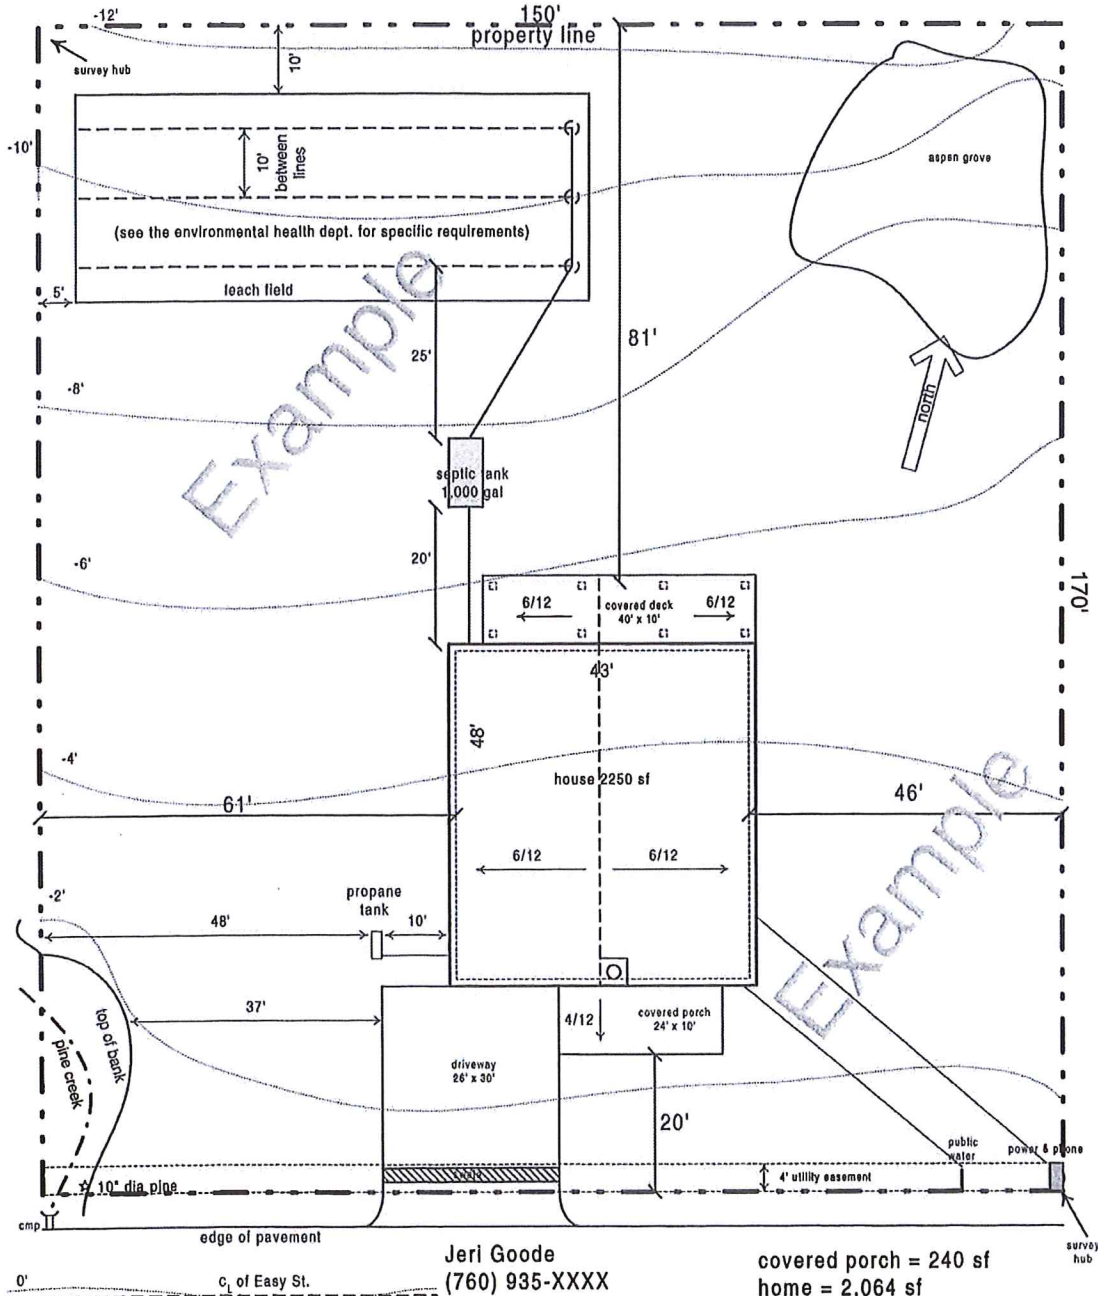 -12'
150'
property line
survey hub
10'
-10'
10'
between
lines
aspen grove
(see the environmental health dept. for specific requirements)
leach field
5'
Example
25'
81'
north
-8'
septic tank
1,000 gal
20'
-6'
170'
6/12
covered deck
40' x 10'
6/12
43'
48'
-4'
house 2250 sf
61'
46'
Example
6/12
6/12
-2'
propane
tank
48'
10'
37'
top of bank
pine creek
4/12
covered porch
24' x 10'
driveway
26' x 30'
20'
public
water
power & phone
10" dia pine
4' utility easement
cmp
edge of pavement
survey
hub
Jeri Goode
(760) 935-XXXX
covered porch = 240 sf
home = 2,064 sf
0'
CL of Easy St.